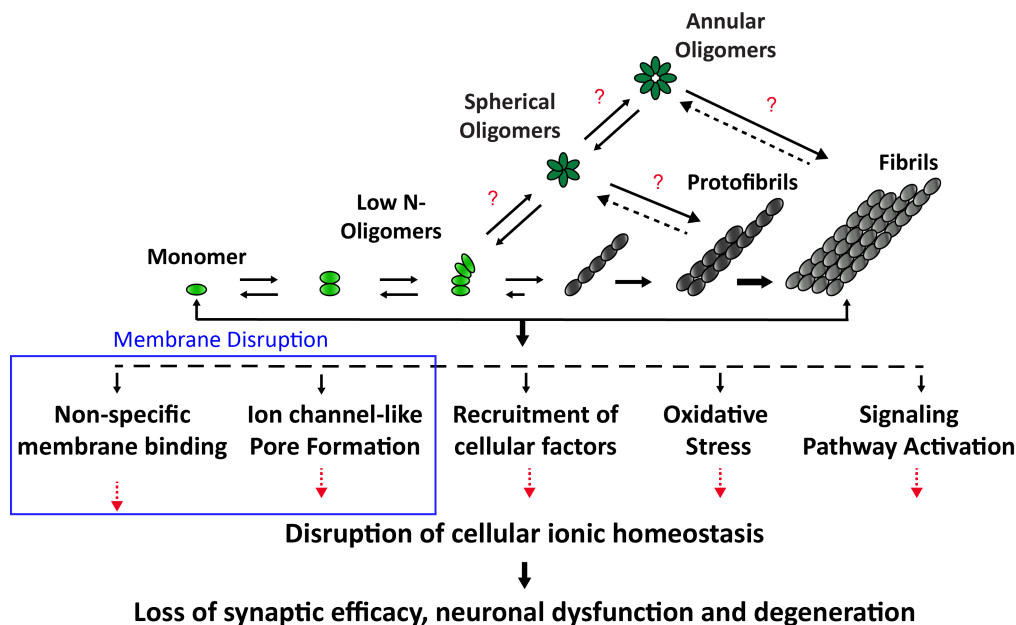 Annular
Oligomers
?
?
Spherical
Oligomers
Fibrils
?
Protofibrils
?
Low N-
Oligomers
Monomer
Membrane Disruption
Non-specific
membrane binding
Ion channel-like
Pore Formation
Recruitment of
cellular factors
Oxidative
Stress
Signaling
Pathway Activation
Disruption of cellular ionic homeostasis
Loss of synaptic efficacy, neuronal dysfunction and degeneration